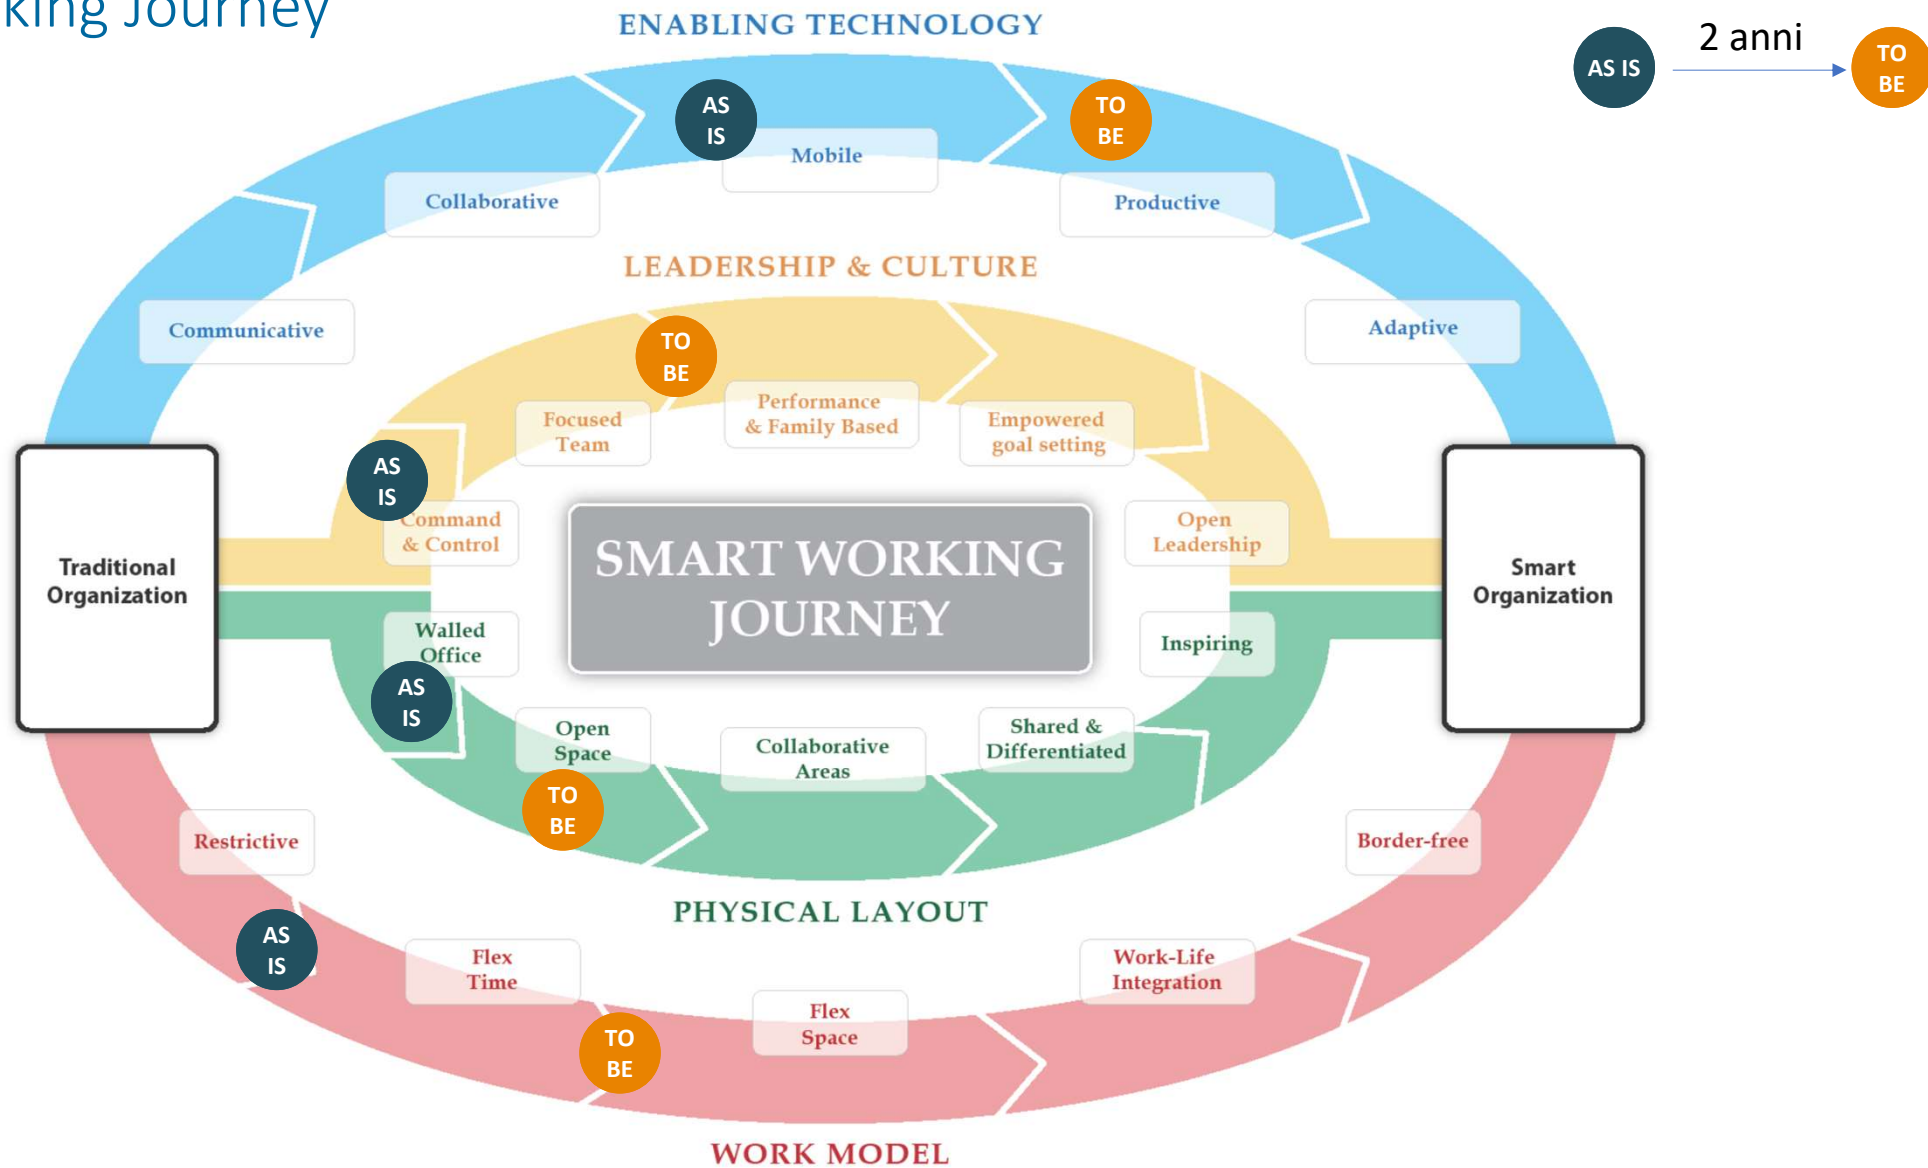 Journey
ENABLING TECHNOLOGY
2 anni
AS IS
TO
BE
AS
IS
TO
BE
Mobile
Collaborative
Productive
Communicative
Adaptive
LEADERSHIP & CULTURE
TO
BE
Focused
Team
Performance
& Family Based
Empowered
goal setting
AS
IS
Command
& Control
Open
Leadership
Traditional
Organization
SMART WORKING
JOURNEY
Smart
Organization
Walled
Office
Inspiring
AS
IS
Open
Space
Collaborative
Areas
Shared &
Differentiated
TO
BE
PHYSICAL LAYOUT
Restrictive
Border-free
AS
IS
Flex
Time
Flex
Space
Work-Life
Integration
TO
BE
WORK MODEL